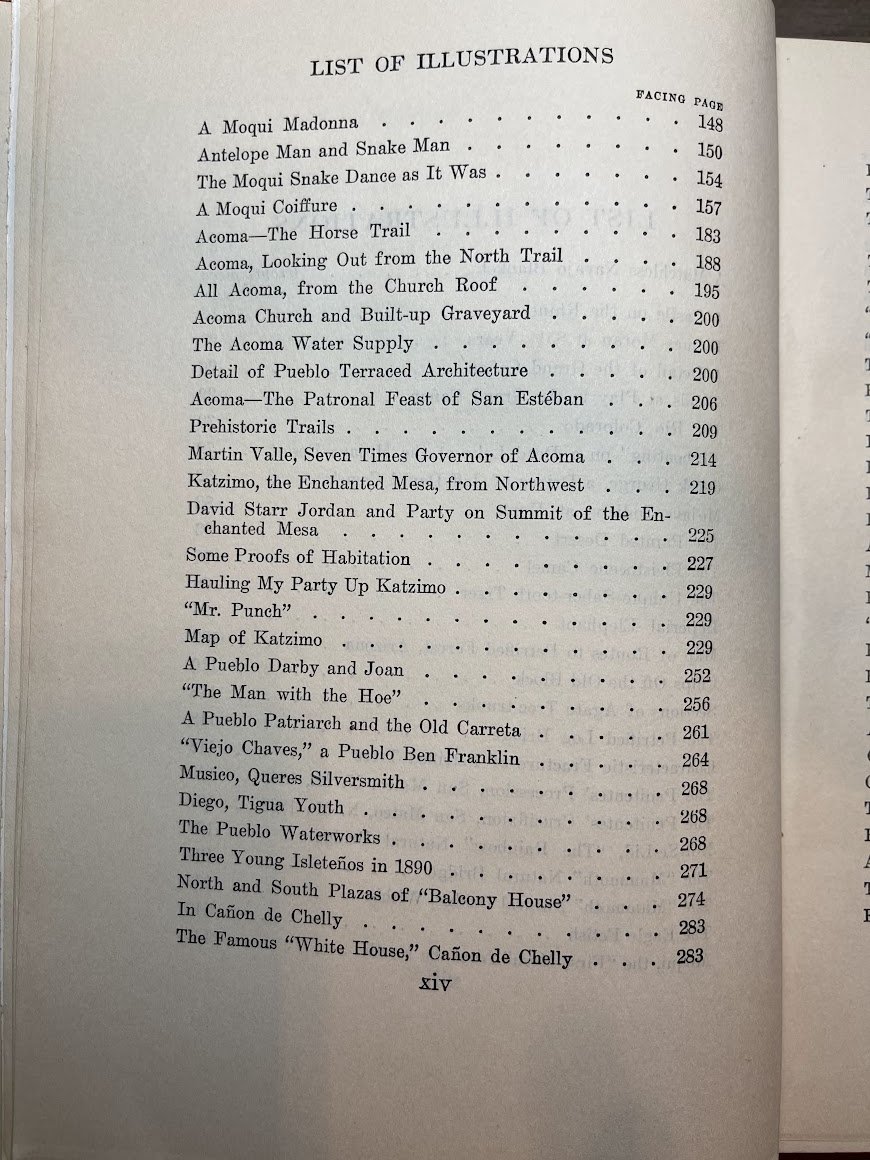 LIST OF ILLUSTRATIONS
FACING PAGE
A Moqui Madonna . . . . . . . . . . . 148
Antelope Man and Snake Man . . . . . . . . 150
The Moqui Snake Dance as It Was . . . . . . . 154
A Moqui Coiffure . . . . . . . . . . . . 157
Acoma—The Horse Trail . . . . . . . . . 183
Acoma, Looking Out from the North Trail . . . . 188
All Acoma, from the Church Roof . . . . . . 195
Acoma Church and Built-up Graveyard . . . . . 200
The Acoma Water Supply . . . . . . . . . 200
Detail of Pueblo Terraced Architecture . . . . . 200
Acoma—The Patronal Feast of San Estéban . . . 206
Prehistoric Trails . . . . . . . . . . . . 209
Martin Valle, Seven Times Governor of Acoma . . . 214
Katzimo, the Enchanted Mesa, from Northwest . . . 219
David Starr Jordan and Party on Summit of the En-
chanted Mesa . . . . . . . . . . . . 225
Some Proofs of Habitation . . . . . . . . . 227
Hauling My Party Up Katzimo . . . . . . . . 229
“Mr. Punch” . . . . . . . . . . . . . 229
Map of Katzimo . . . . . . . . . . . . 229
A Pueblo Darby and Joan . . . . . . . . . 252
“The Man with the Hoe” . . . . . . . . . 256
A Pueblo Patriarch and the Old Carreta . . . . . 261
“Viejo Chaves,” a Pueblo Ben Franklin . . . . . 264
Musico, Queres Silversmith . . . . . . . . . 268
Diego, Tigua Youth . . . . . . . . . . . 268
The Pueblo Waterworks . . . . . . . . . . 268
Three Young Isleteños in 1890 . . . . . . . . 271
North and South Plazas of “Balcony House” . . . 274
In Cañon de Chelly . . . . . . . . . . . 283
The Famous “White House,” Cañon de Chelly . . . 283
xiv